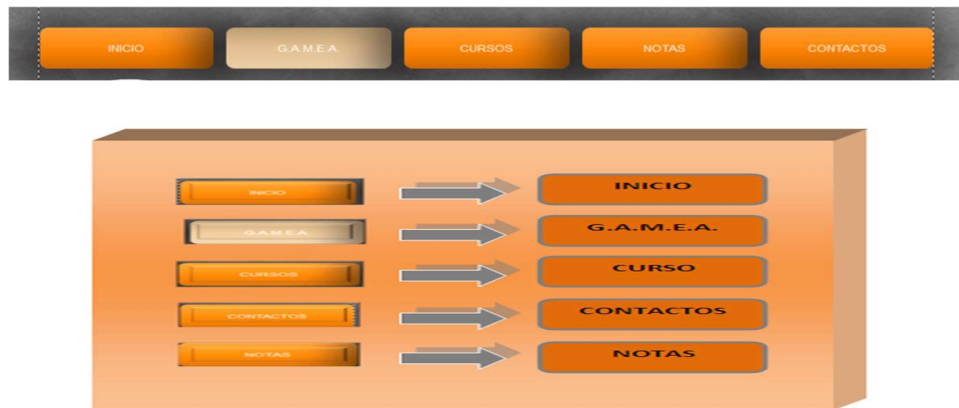 INICIO G.A.M.E.A. CURSOS NOTAS CONTACTOS
INICIO INICIO
G.A.M.E.A. G.A.M.E.A.
CURSOS CURSO
CONTACTOS CONTACTOS
NOTAS NOTAS